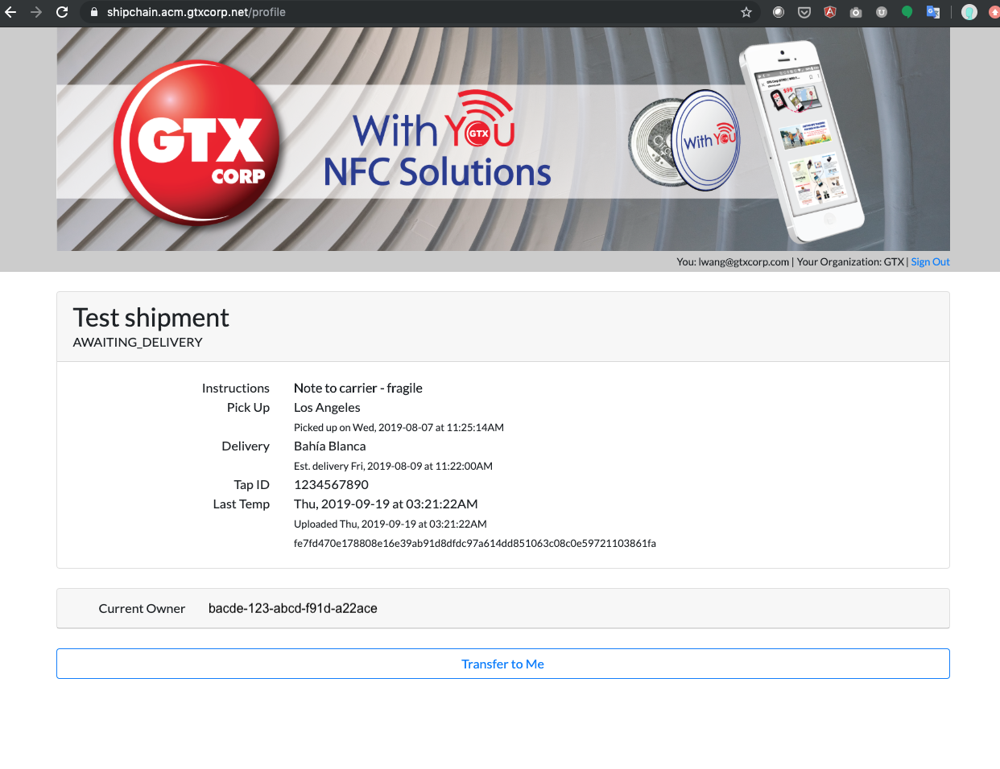 shipchain.acm.gtxcorp.net/profile
GTX
CORP
With YOU
GTX
NFC Solutions
With YOU
$99
You: lwang@gtxcorp.com | Your Organization: GTX | Sign Out
Test shipment
AWAITING_DELIVERY
Instructions Note to carrier - fragile
Pick Up Los Angeles
Picked up on Wed, 2019-08-07 at 11:25:14AM
Delivery Bahía Blanca
Est. delivery Fri, 2019-08-09 at 11:22:00AM
Tap ID 1234567890
Last Temp Thu, 2019-09-19 at 03:21:22AM
Uploaded Thu, 2019-09-19 at 03:21:22AM
fe7fd470e178808e16e39ab91d8dfdc97a614dd851063c08c0e59721103861fa
Current Owner bacde-123-abcd-f91d-a22ace
Transfer to Me